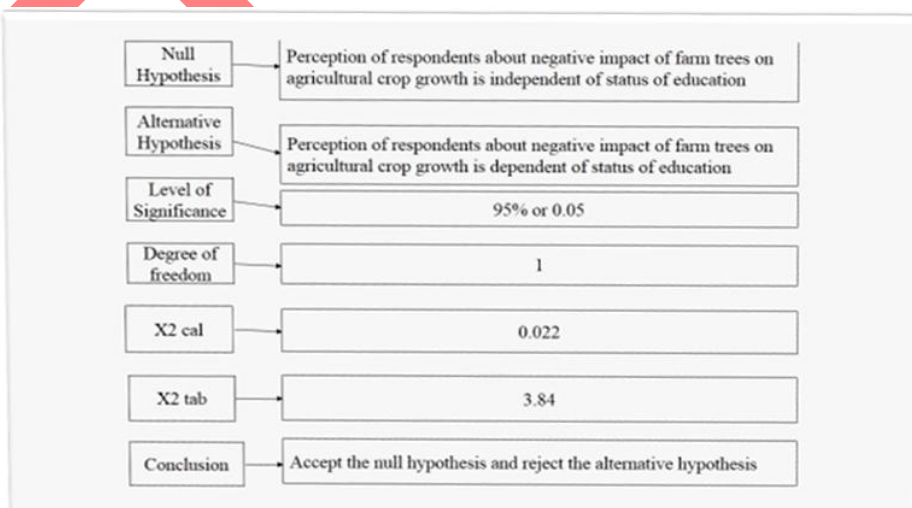 Null
Hypothesis
Perception of respondents about negative impact of farm trees on
agricultural crop growth is independent of status of education
Alternative
Hypothesis
Perception of respondents about negative impact of farm trees on
agricultural crop growth is dependent of status of education
Level of
Significance
95% or 0.05
Degree of
freedom
1
X2 cal
0.022
X2 tab
3.84
Conclusion
Accept the null hypothesis and reject the alternative hypothesis